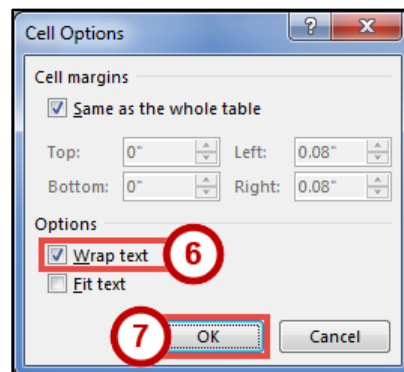 Cell Options
?
Cell margins
Same as the whole table
Top: 0" Left: 0.08"
Bottom: 0" Right: 0.08"
Options
Wrap text 6
Fit text
7 OK Cancel